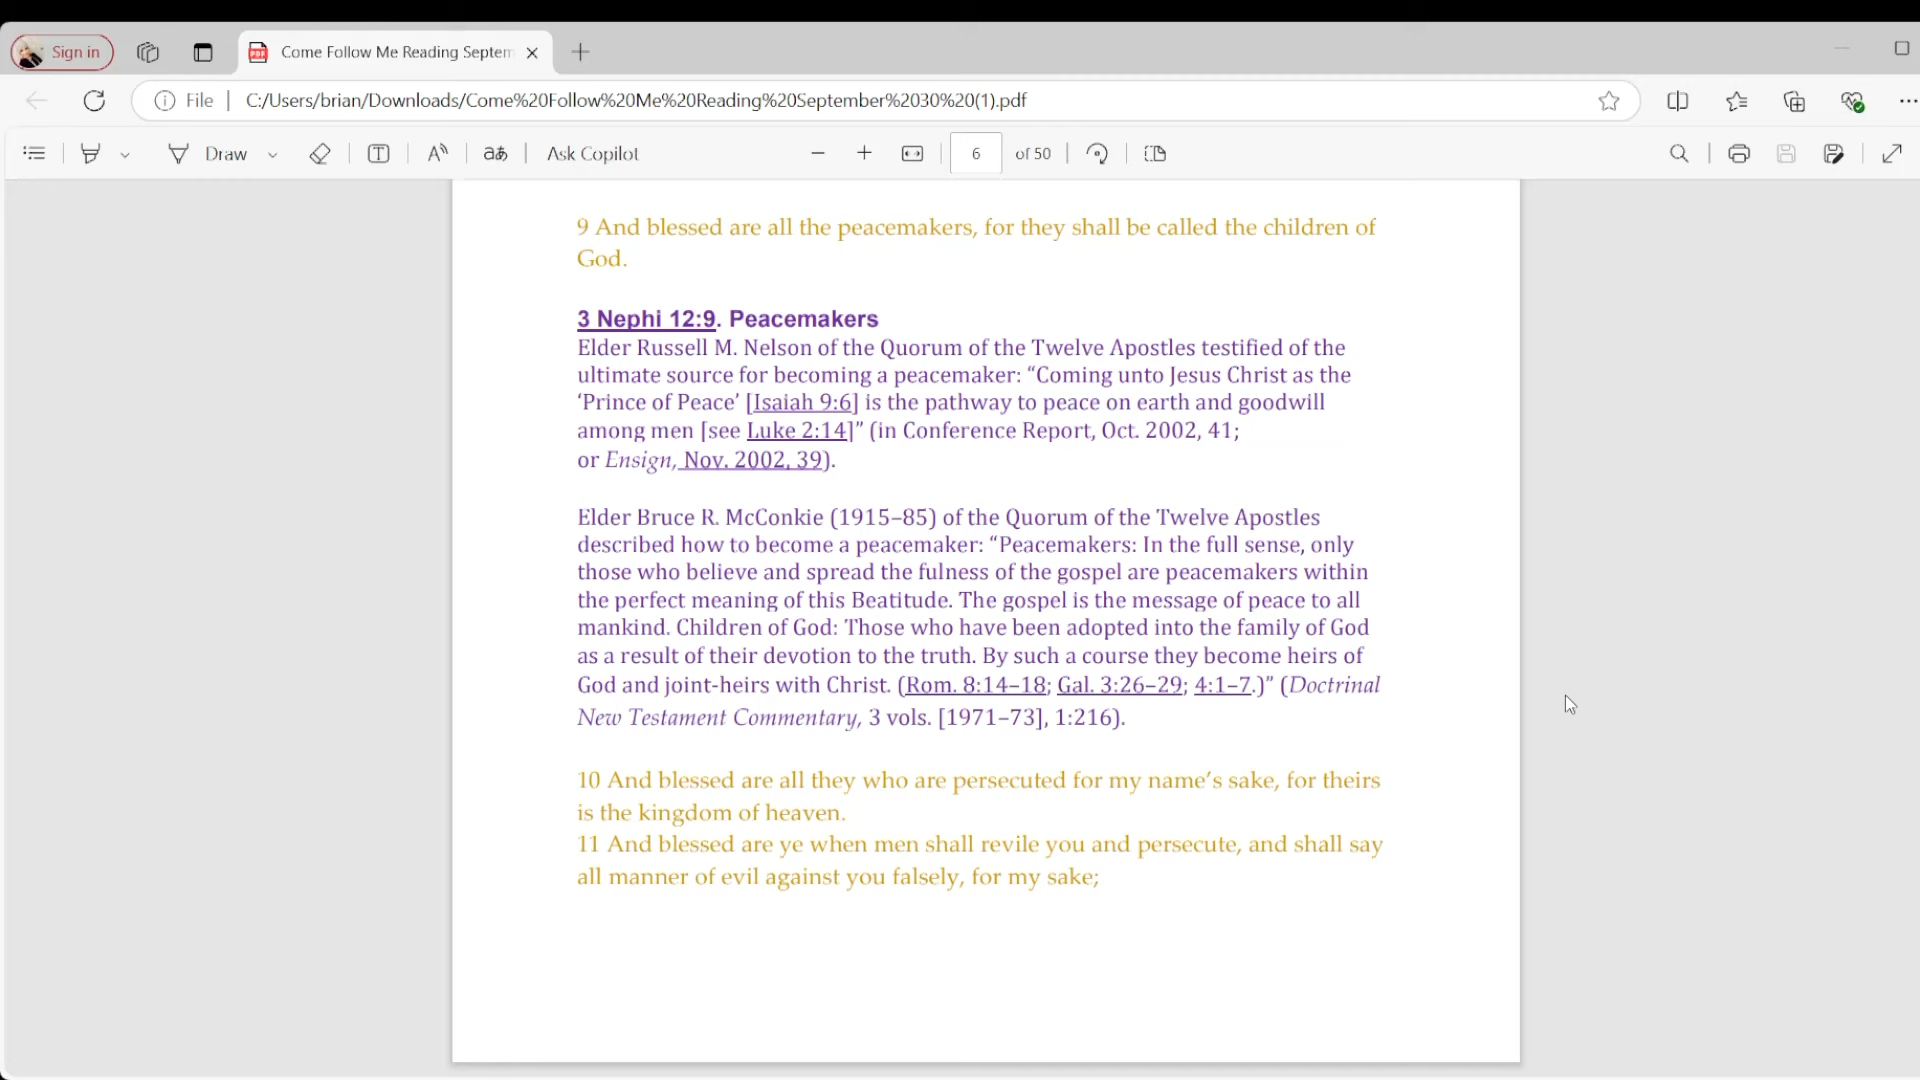 Sign in
Come Follow Me Reading Septem
File
C:/Users/brian/Downloads/Come%20Follow%20Me%20Reading%20September%2030%20(1).pdf
Draw
Ask Copilot
6 of 50
9 And blessed are all the peacemakers, for they shall be called the children of
God.
3 Nephi 12:9. Peacemakers
Elder Russell M. Nelson of the Quorum of the Twelve Apostles testified of the
ultimate source for becoming a peacemaker: “Coming unto Jesus Christ as the
‘Prince of Peace’ [Isaiah 9:6] is the pathway to peace on earth and goodwill
among men [see Luke 2:14]” (in Conference Report, Oct. 2002, 41;
or Ensign, Nov. 2002, 39).
Elder Bruce R. McConkie (1915–85) of the Quorum of the Twelve Apostles
described how to become a peacemaker: “Peacemakers: In the full sense, only
those who believe and spread the fulness of the gospel are peacemakers within
the perfect meaning of this Beatitude. The gospel is the message of peace to all
mankind. Children of God: Those who have been adopted into the family of God
as a result of their devotion to the truth. By such a course they become heirs of
God and joint-heirs with Christ. (Rom. 8:14–18; Gal. 3:26–29; 4:1–7.)” (Doctrinal
New Testament Commentary, 3 vols. [1971–73], 1:216).
10 And blessed are all they who are persecuted for my name’s sake, for theirs
is the kingdom of heaven.
11 And blessed are ye when men shall revile you and persecute, and shall say
all manner of evil against you falsely, for my sake;